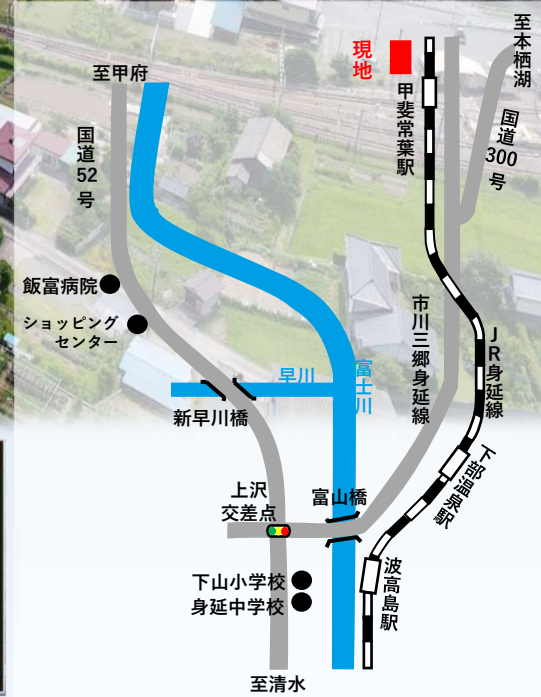 至本栖湖
現地
至甲府
甲斐常葉駅
国道300号
国道52号
飯富病院
ショッピング
センター
市川三郷身延線
JR身延線
早川
富士川
新早川橋
下部温泉駅
上沢
交差点
富山橋
波高島駅
下山小学校
身延中学校
至清水